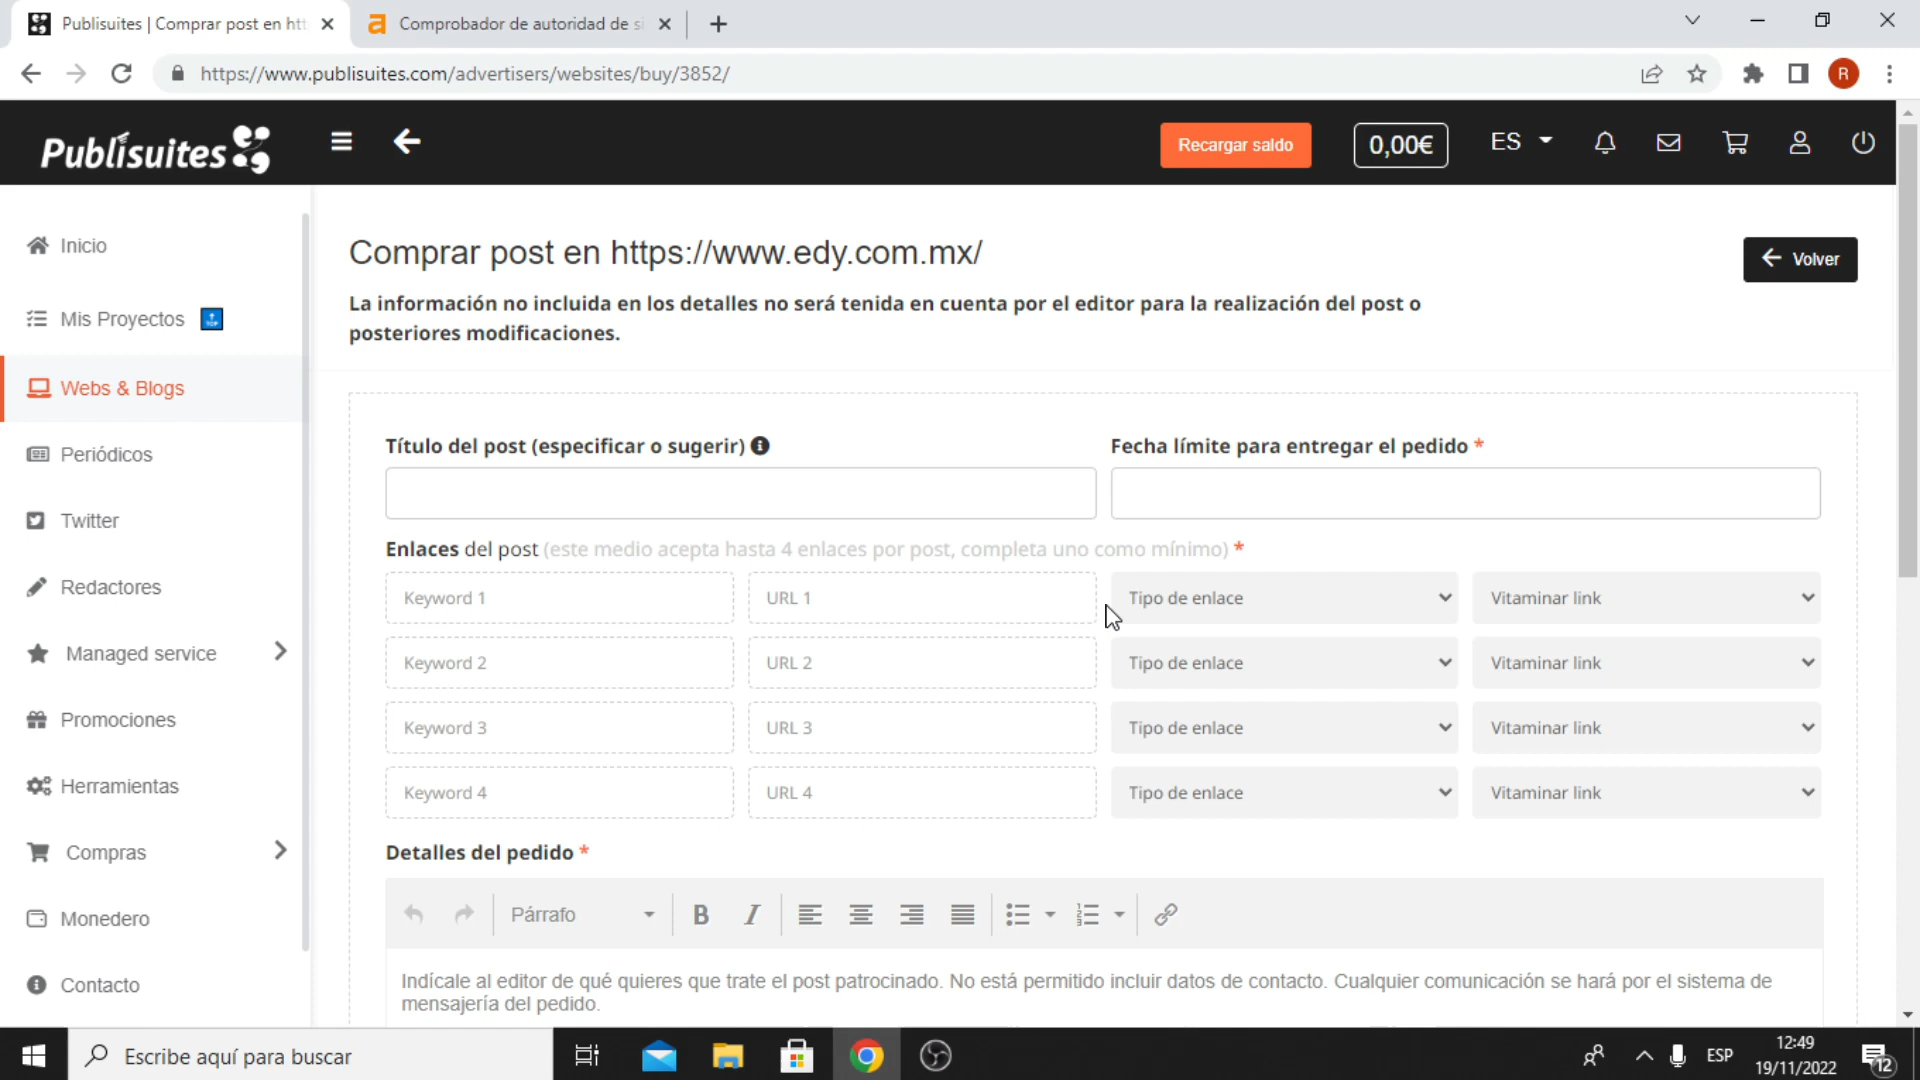 Publisuites | Comprar post en htt
Comprobador de autoridad de si
https://www.publisuites.com/advertisers/websites/buy/3852/
R
Publisuites
Recargar saldo
0,00€
ES
Inicio
Mis Proyectos
TOP
Webs & Blogs
Periódicos
Twitter
Redactores
Managed service
Promociones
Herramientas
Compras
Monedero
Contacto
Comprar post en https://www.edy.com.mx/
Volver
La información no incluida en los detalles no será tenida en cuenta por el editor para la realización del post o
posteriores modificaciones.
Título del post (especificar o sugerir)
Fecha límite para entregar el pedido *
Enlaces del post (este medio acepta hasta 4 enlaces por post, completa uno como mínimo) *
Keyword 1 URL 1 Tipo de enlace Vitaminar link
Keyword 2 URL 2 Tipo de enlace Vitaminar link
Keyword 3 URL 3 Tipo de enlace Vitaminar link
Keyword 4 URL 4 Tipo de enlace Vitaminar link
Detalles del pedido *
Párrafo B I
Indícale al editor de qué quieres que trate el post patrocinado. No está permitido incluir datos de contacto. Cualquier comunicación se hará por el sistema de
mensajería del pedido.
Escribe aquí para buscar
ESP
12:49
19/11/2022
12